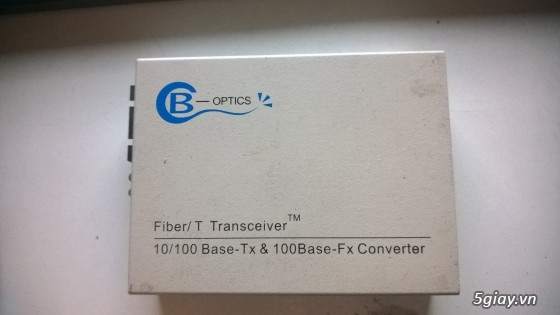 CB-OPTICS
Fiber/ T Transceiver™
10/100 Base-Tx & 100Base-Fx Converter
5giay.vn